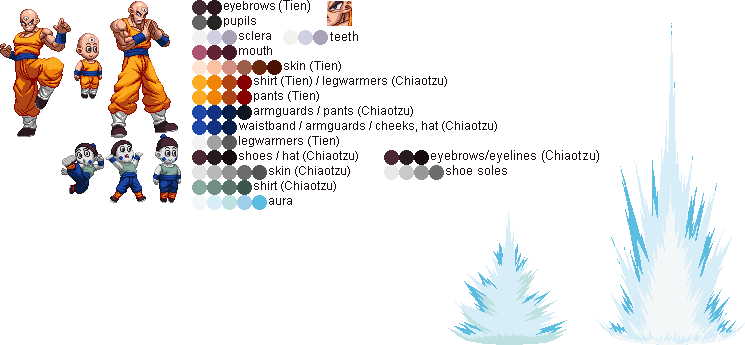 eyebrows (Tien)
pupils
sclera teeth
mouth
skin (Tien)
shirt (Tien) / legwarmers (Chiaotzu)
pants (Tien)
armguards / pants (Chiaotzu)
waistband / armguards / cheeks, hat (Chiaotzu)
legwarmers (Tien)
shoes / hat (Chiaotzu) eyebrows/eyelines (Chiaotzu)
skin (Chiaotzu) shoe soles
shirt (Chiaotzu)
aura